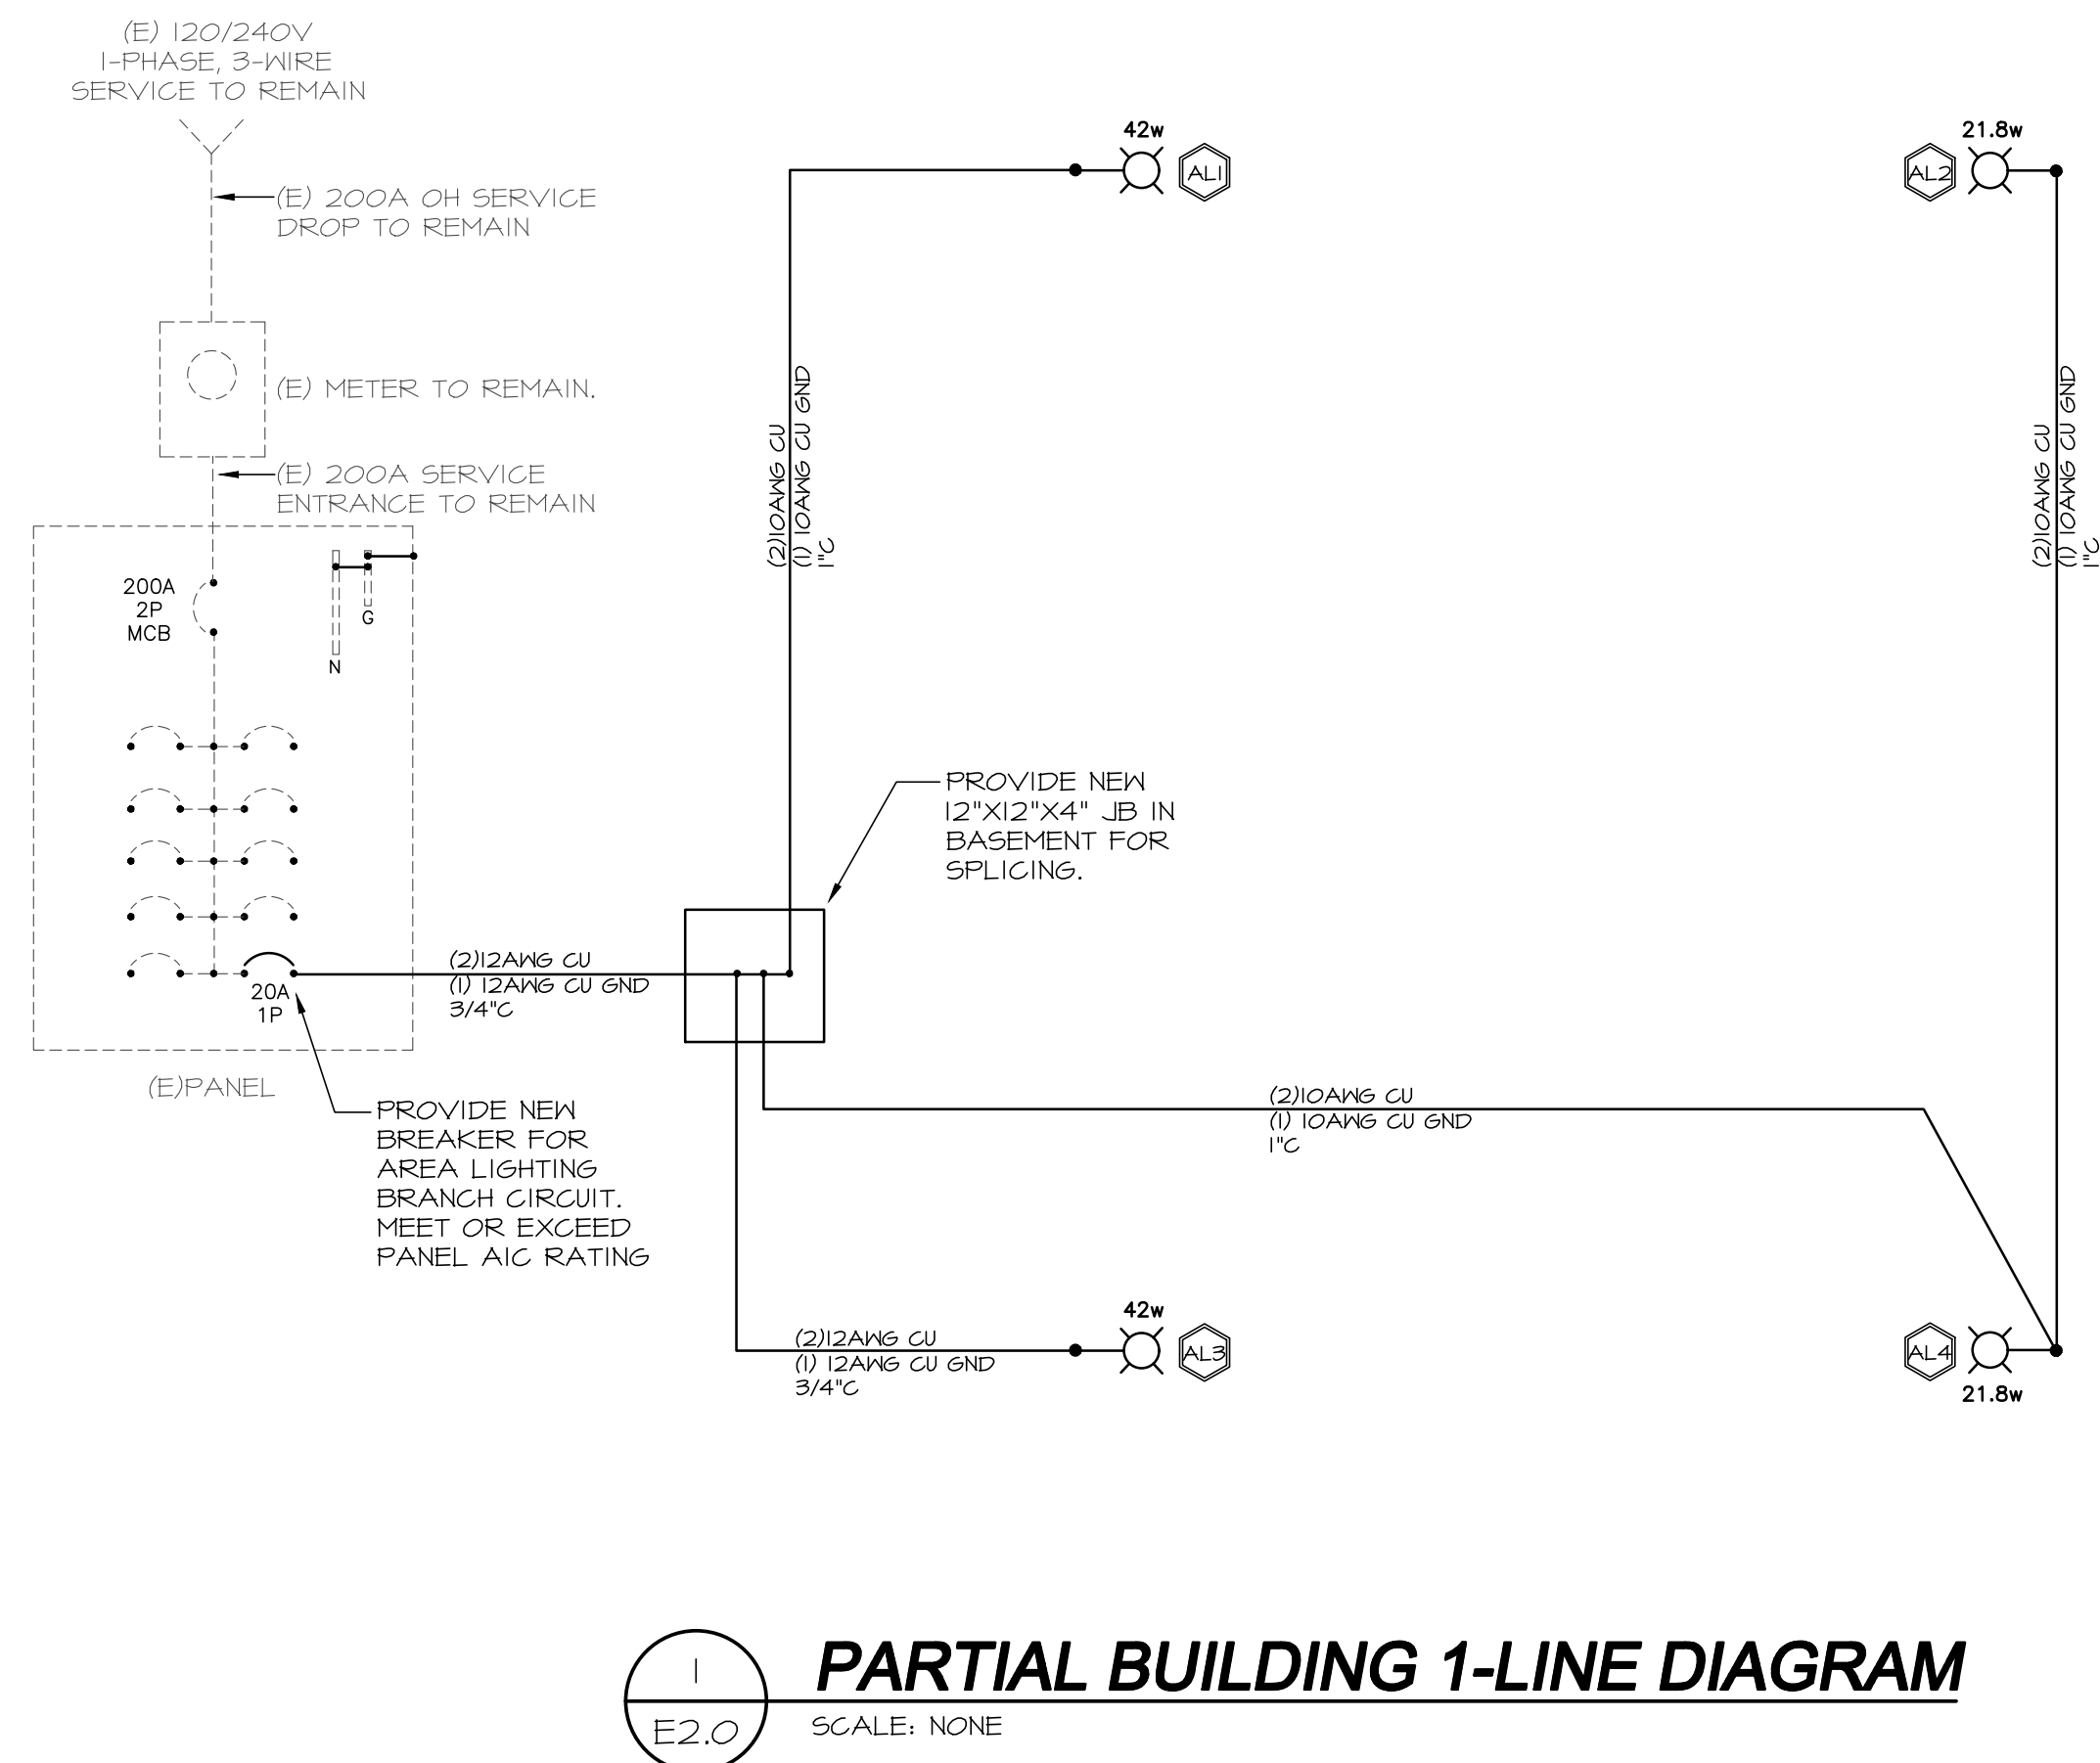 (E) 120/240V
1-PHASE, 3-WIRE
SERVICE TO REMAIN
(E) 200A OH SERVICE
DROP TO REMAIN
(E) METER TO REMAIN.
(E) 200A SERVICE
ENTRANCE TO REMAIN
200A
2P
MCB
N
G
20A
1P
(E)PANEL
PROVIDE NEW
BREAKER FOR
AREA LIGHTING
BRANCH CIRCUIT.
MEET OR EXCEED
PANEL AIC RATING
(2)12AWG CU
(1) 12AWG CU GND
3/4"C
PROVIDE NEW
12"X12"X4" JB IN
BASEMENT FOR
SPLICING.
(2)10AWG CU
(1) 10AWG CU GND
1"C
42w
AL1
21.8w
AL2
(2)10AWG CU
(1) 10AWG CU GND
1"C
(2)10AWG CU
(1) 10AWG CU GND
1"C
(2)12AWG CU
(1) 12AWG CU GND
3/4"C
42w
AL3
AL4
21.8w
1
E2.0
PARTIAL BUILDING 1-LINE DIAGRAM
SCALE: NONE